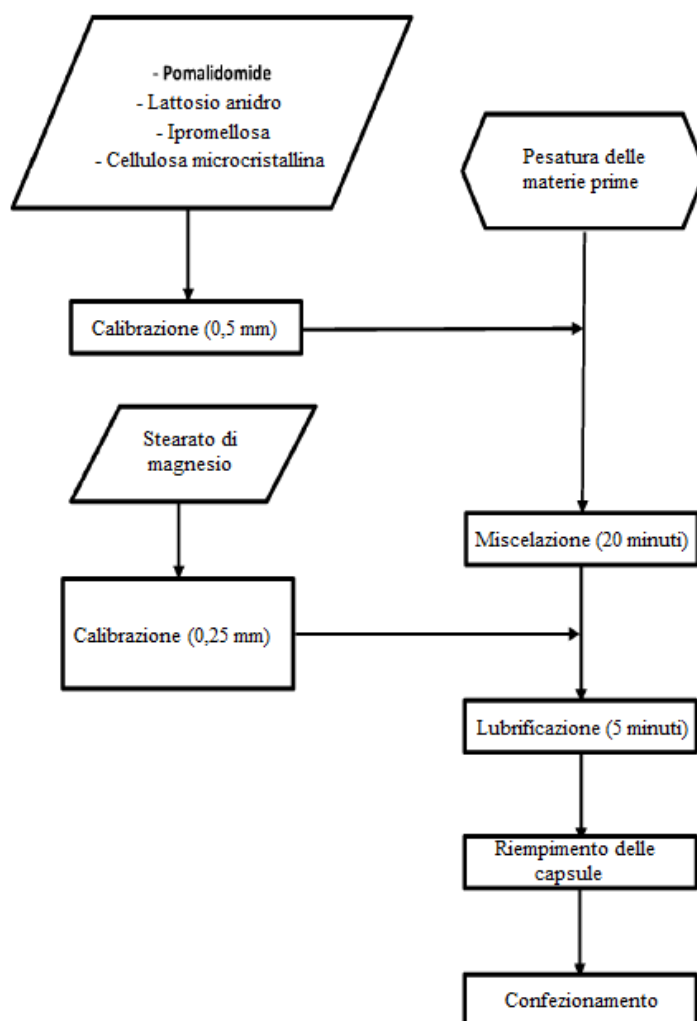 - Pomalidomide
- Lattosio anidro
- Ipromellosa
- Cellulosa microcristallina
Pesatura delle
materie prime
Calibrazione (0,5 mm)
Stearato di
magnesio
Miscelazione (20 minuti)
Calibrazione (0,25 mm)
Lubrificazione (5 minuti)
Riempimento delle
capsule
Confezionamento